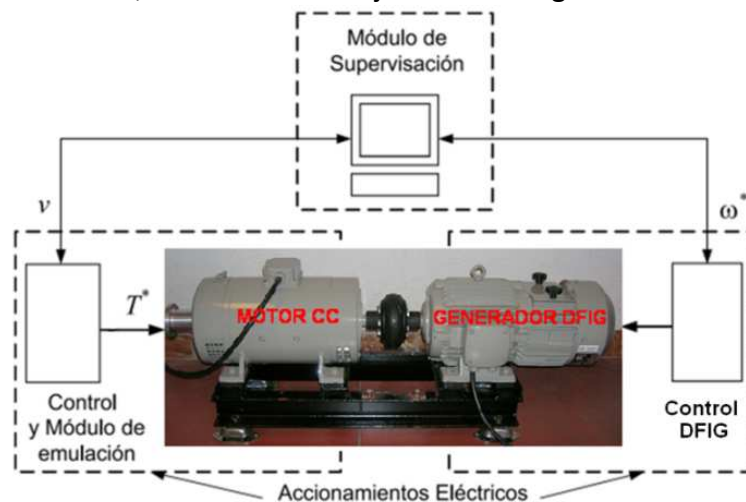 Módulo de
Supervisación
v
ω*
T*
MOTOR CC
GENERADOR DFIG
Control
y Módulo de
emulación
Control
DFIG
Accionamientos Eléctricos